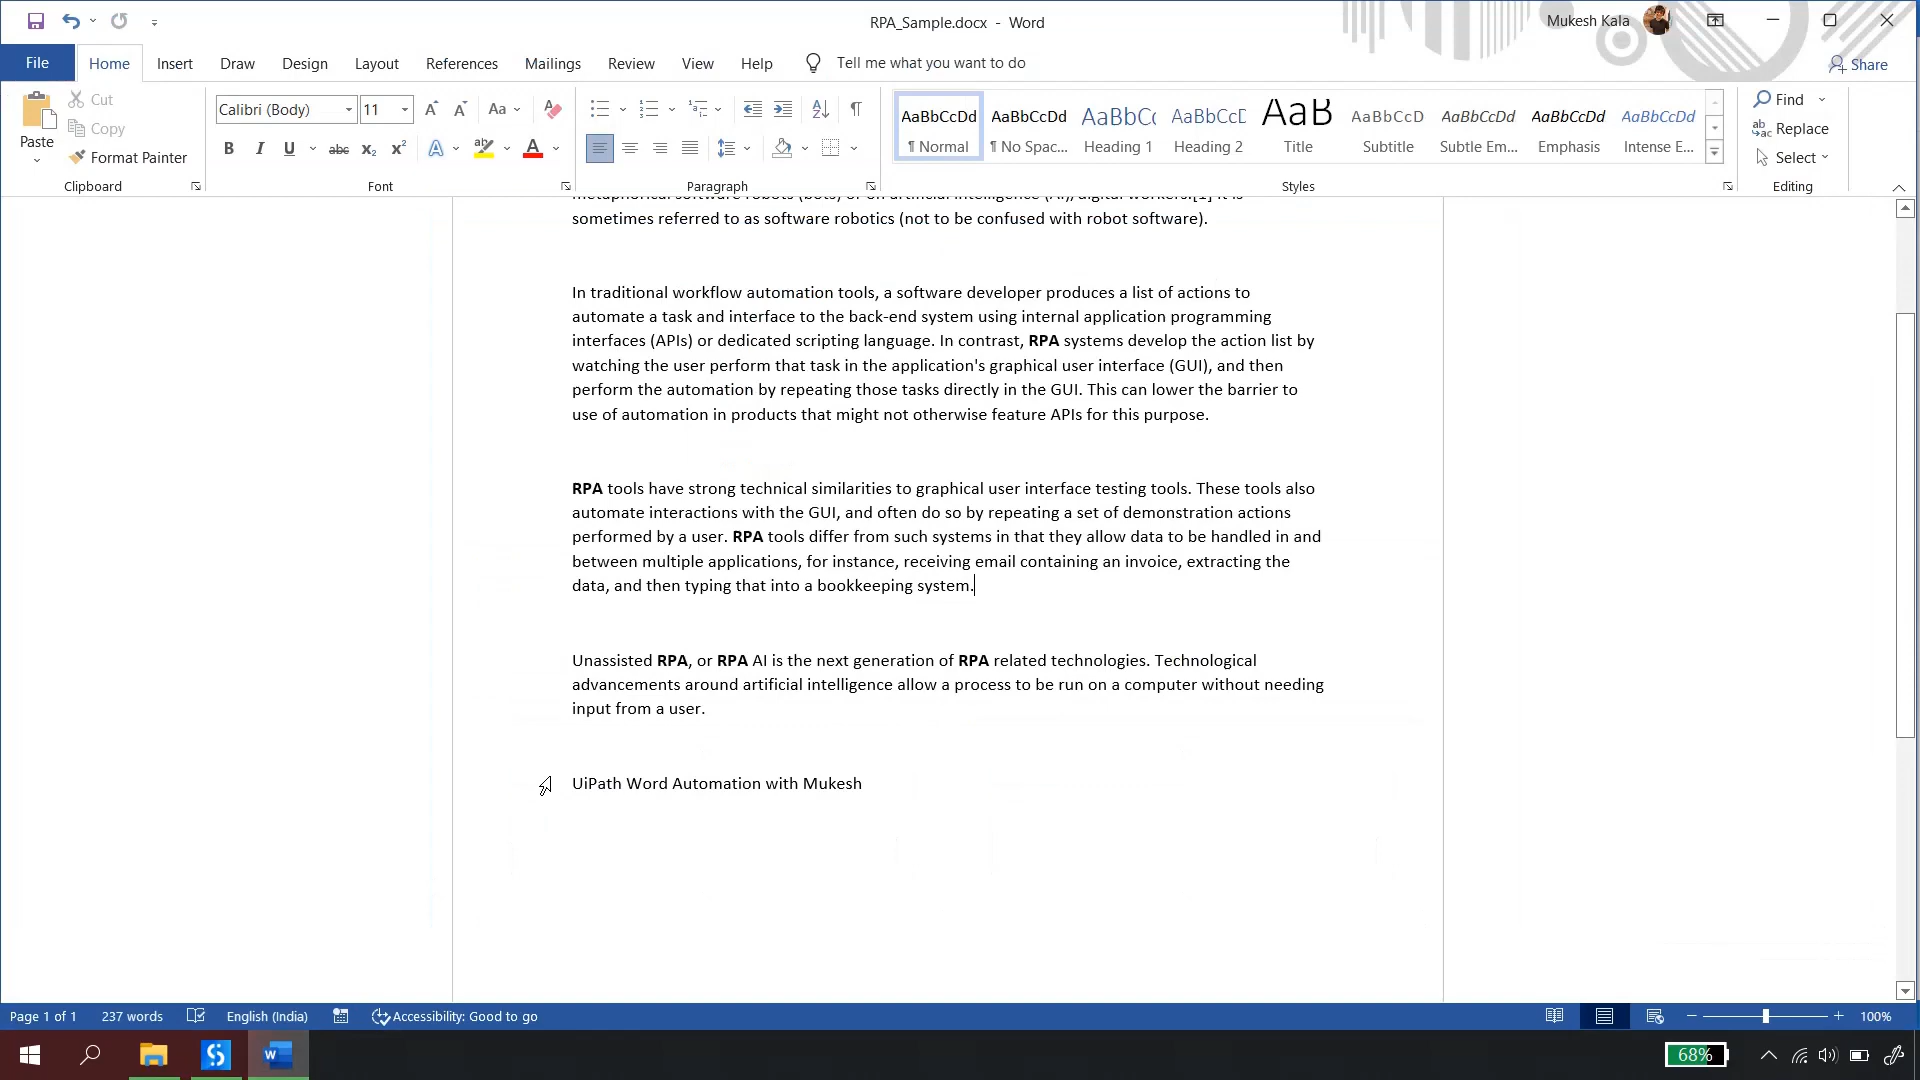 RPA_Sample.docx - Word
Mukesh Kala
File Home Insert Draw Design Layout References Mailings Review View Help Tell me what you want to do
Share
Paste
Cut
Copy
Format Painter
Clipboard
Calibri (Body) 11
Font
Paragraph
AaBbCcDd AaBbCcDd AaBbCc AaBbCcD AaB AaBbCcD AaBbCcDd AaBbCcDd AaBbCcDd
¶ Normal ¶ No Spac... Heading 1 Heading 2 Title Subtitle Subtle Em... Emphasis Intense E...
Styles
Find
Replace
Select
Editing
metaphorical software robots (bots) or on artificial intelligence (AI)/digital workers.[1] It is
sometimes referred to as software robotics (not to be confused with robot software).
In traditional workflow automation tools, a software developer produces a list of actions to
automate a task and interface to the back-end system using internal application programming
interfaces (APIs) or dedicated scripting language. In contrast, RPA systems develop the action list by
watching the user perform that task in the application's graphical user interface (GUI), and then
perform the automation by repeating those tasks directly in the GUI. This can lower the barrier to
use of automation in products that might not otherwise feature APIs for this purpose.
RPA tools have strong technical similarities to graphical user interface testing tools. These tools also
automate interactions with the GUI, and often do so by repeating a set of demonstration actions
performed by a user. RPA tools differ from such systems in that they allow data to be handled in and
between multiple applications, for instance, receiving email containing an invoice, extracting the
data, and then typing that into a bookkeeping system.
Unassisted RPA, or RPA AI is the next generation of RPA related technologies. Technological
advancements around artificial intelligence allow a process to be run on a computer without needing
input from a user.
UiPath Word Automation with Mukesh
Page 1 of 1 237 words English (India) Accessibility: Good to go 100%
68%